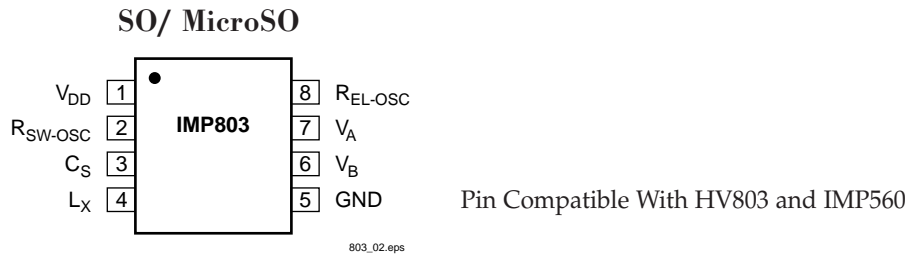 SO/ MicroSO
V_DD 1 8 R_EL-OSC
R_SW-OSC 2 IMP803 7 V_A
C_S 3 6 V_B
L_X 4 5 GND Pin Compatible With HV803 and IMP560
803_02.eps